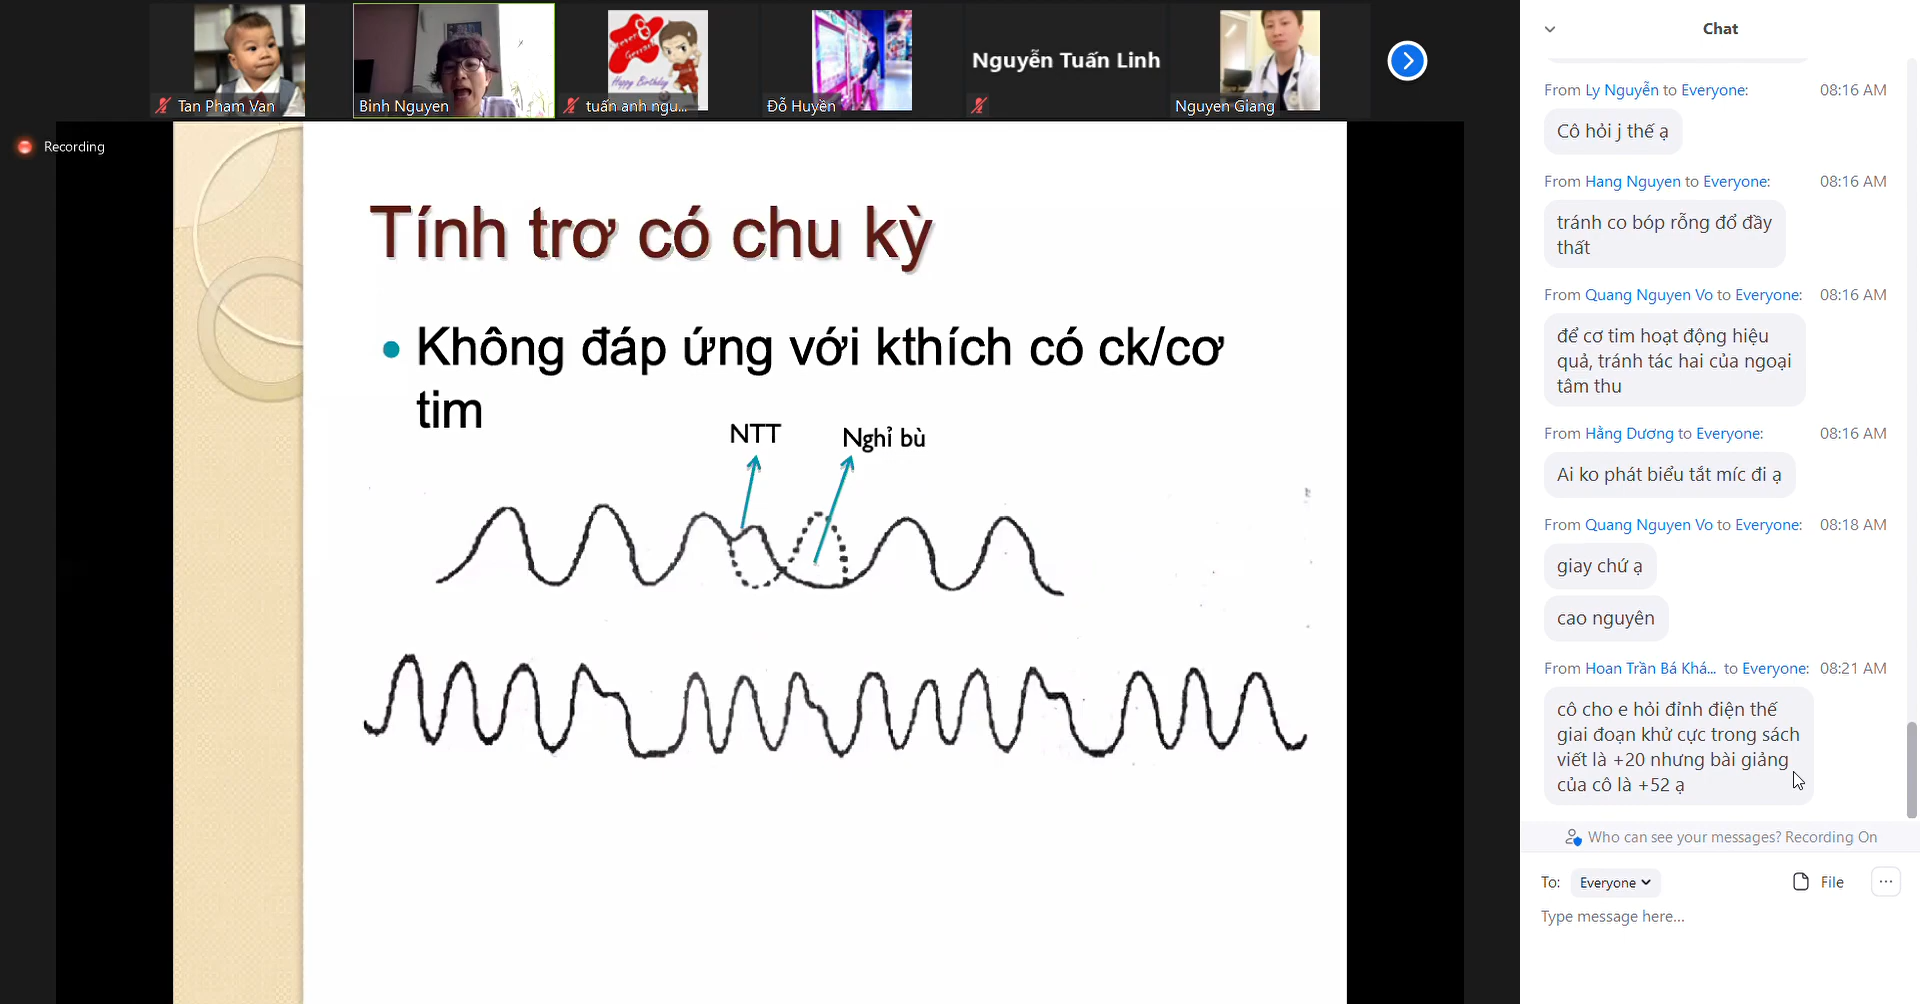 Tan Pham Van
Binh Nguyen
Happy Birthday
tuấn anh ngu...
Đỗ Huyền
Nguyễn Tuấn Linh
Nguyen Giang
Recording
Tính trơ có chu kỳ
Không đáp ứng với kthích có ck/cơ
tim
NTT
Nghỉ bù
Chat
From Ly Nguyễn to Everyone: 08:16 AM
Cô hỏi j thế ạ
From Hang Nguyen to Everyone: 08:16 AM
tránh co bóp rỗng đổ đầy
thất
From Quang Nguyen Vo to Everyone: 08:16 AM
để cơ tim hoạt động hiệu
quả, tránh tác hai của ngoại
tâm thu
From Hằng Dương to Everyone: 08:16 AM
Ai ko phát biểu tắt míc đi ạ
From Quang Nguyen Vo to Everyone: 08:18 AM
giay chứ ạ
cao nguyên
From Hoan Trần Bá Khá... to Everyone: 08:21 AM
cô cho e hỏi đỉnh điện thế
giai đoạn khử cực trong sách
viết là +20 nhưng bài giảng
của cô là +52 ạ
Who can see your messages? Recording On
To: Everyone File
Type message here...